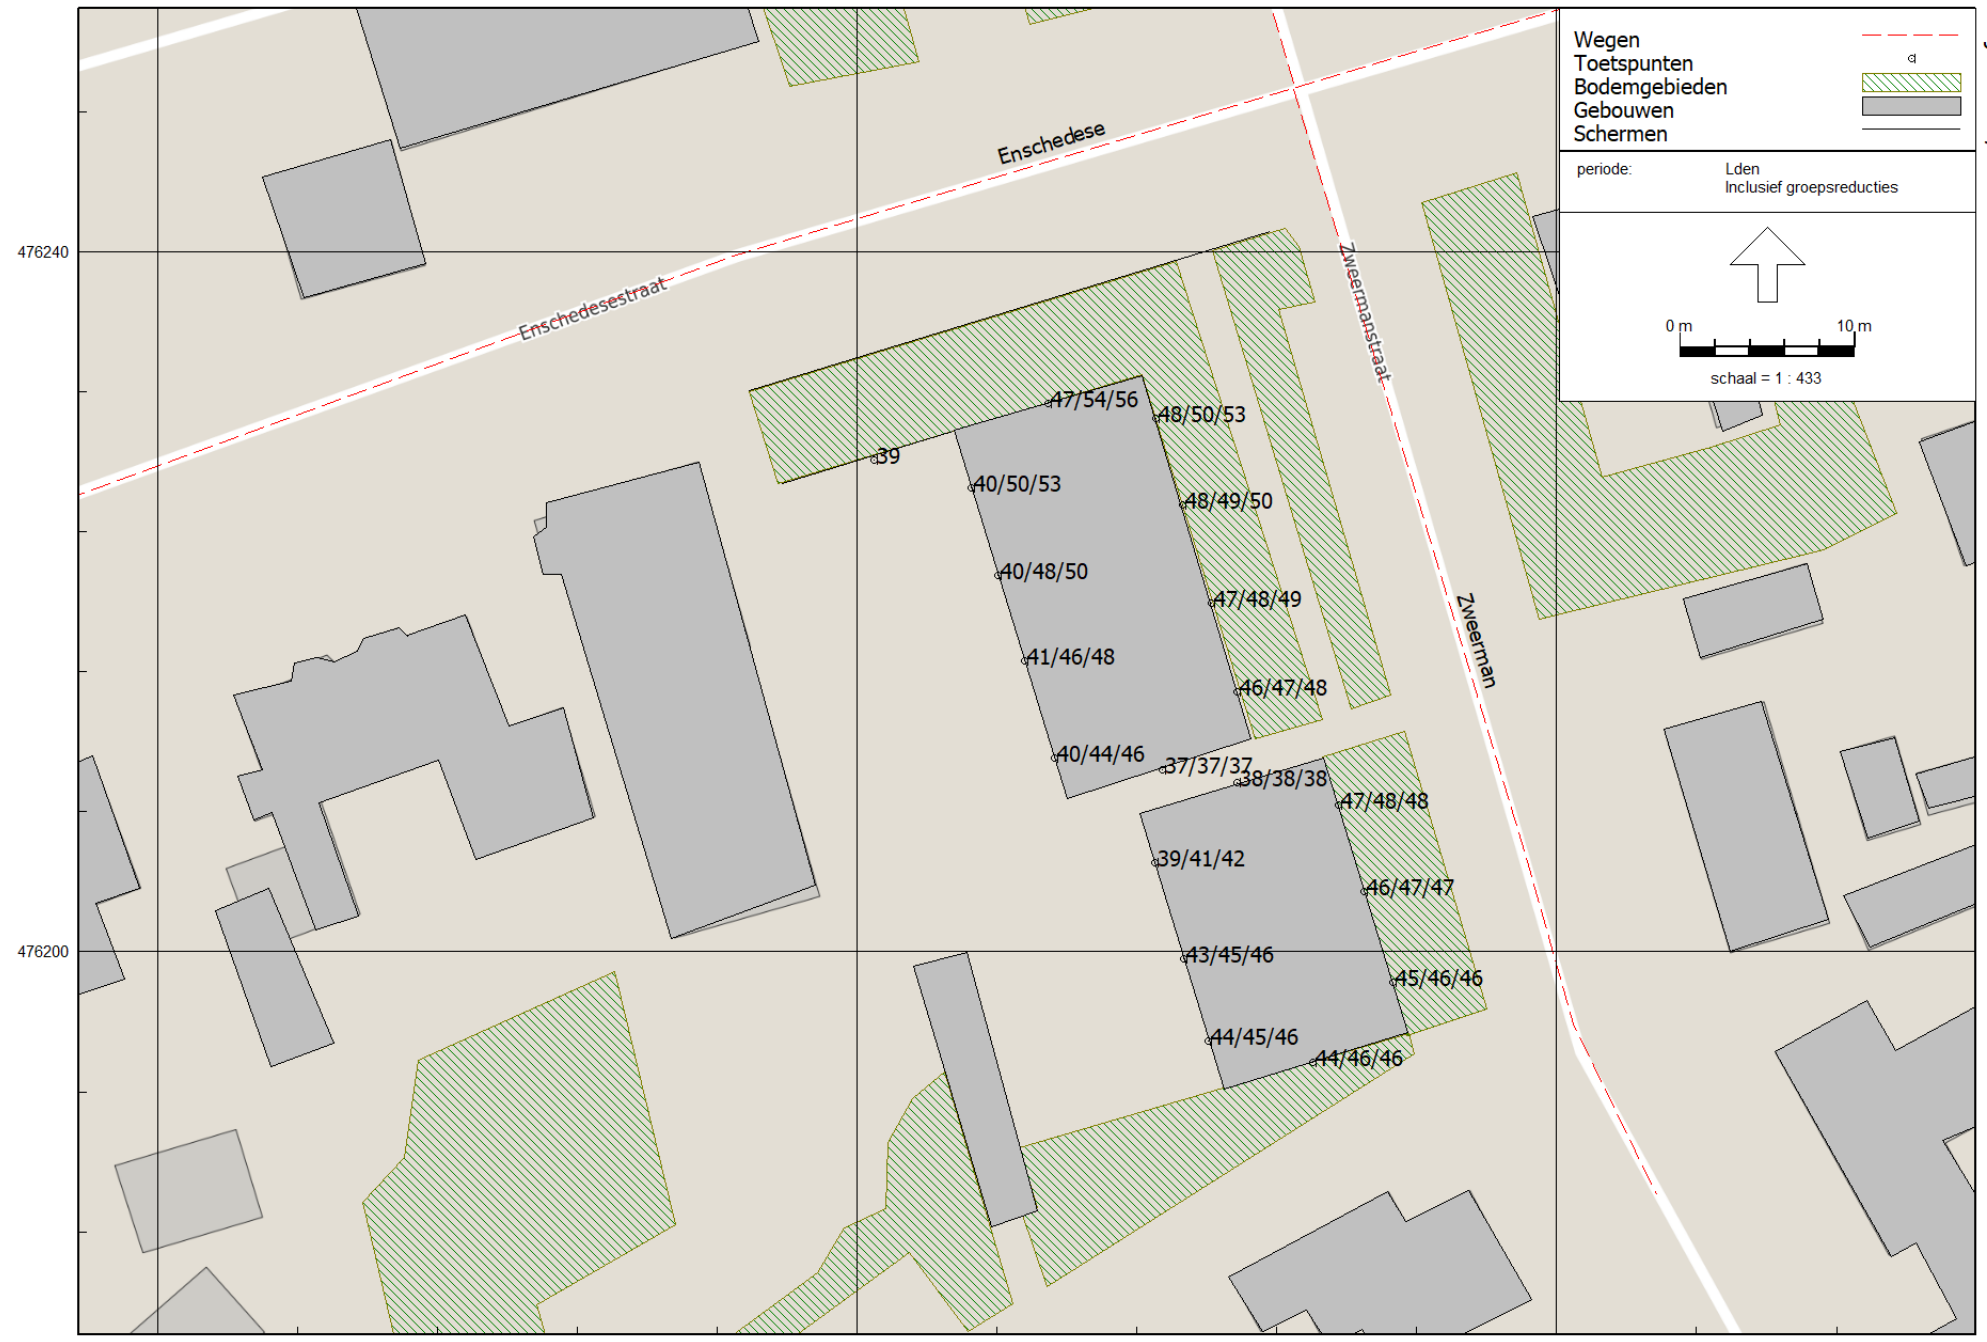 Wegen
Toetspunten
Bodemgebieden
Gebouwen
Schermen
periode: Lden
Inclusief groepsreducties
0 m 10 m
schaal = 1 : 433
Enschedese
476240
Zweermanstraat
Enschedesestraat
47/54/56
48/50/53
39
40/50/53
48/49/50
40/48/50
47/48/49
Zweerman
41/46/48
46/47/48
40/44/46
37/37/37
38/38/38
47/48/48
39/41/42
46/47/47
476200
43/45/46
45/46/46
44/45/46
44/46/46